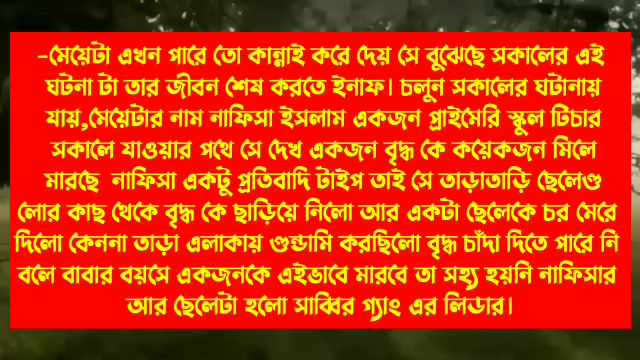 -মেয়েটা এখন পারে তো কান্নাই করে দেয় সে বুঝেছে সকালের এই
ঘটনা টা তার জীবন শেষ করতে ইনাফ। চলুন সকালের ঘটানায়
যায়,মেয়েটার নাম নাফিসা ইসলাম একজন প্রাইমেরি স্কুল টিচার
সকালে যাওয়ার পথে সে দেখ একজন বৃদ্ধ কে কয়েকজন মিলে
মারছে নাফিসা একটু প্রতিবাদি টাইপ তাই সে তাড়াতাড়ি ছেলেগু
লোর কাছ থেকে বৃদ্ধ কে ছাড়িয়ে নিলো আর একটা ছেলেকে চর মেরে
দিলো কেননা তাড়া এলাকায় গুন্ডামি করছিলো বৃদ্ধ চাঁদা দিতে পারে নি
বলে বাবার বয়সে একজনকে এইভাবে মারবে তা সহ্য হয়নি নাফিসার
আর ছেলেটা হলো সাব্বির গ্যাং এর লিডার।